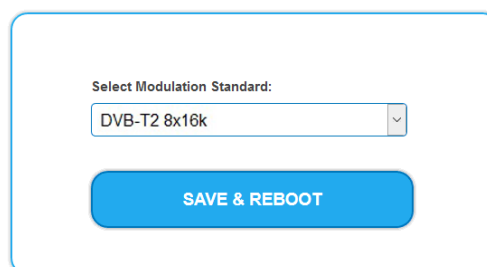 Select Modulation Standard:
DVB-T2 8x16k
SAVE & REBOOT